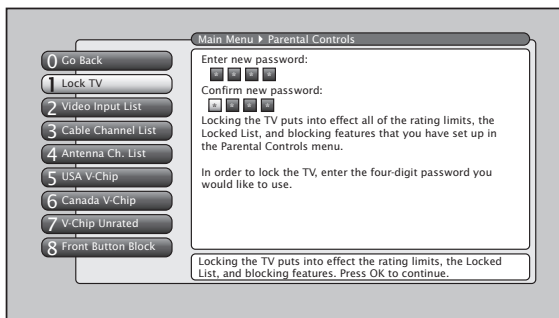 Main Menu ▸ Parental Controls
0 Go Back
1 Lock TV
2 Video Input List
3 Cable Channel List
4 Antenna Ch. List
5 USA V-Chip
6 Canada V-Chip
7 V-Chip Unrated
8 Front Button Block
Enter new password:
* * * *
Confirm new password:
* * * *
Locking the TV puts into effect all of the rating limits, the
Locked List, and blocking features that you have set up in
the Parental Controls menu.
In order to lock the TV, enter the four-digit password you
would like to use.
Locking the TV puts into effect the rating limits, the Locked
List, and blocking features. Press OK to continue.